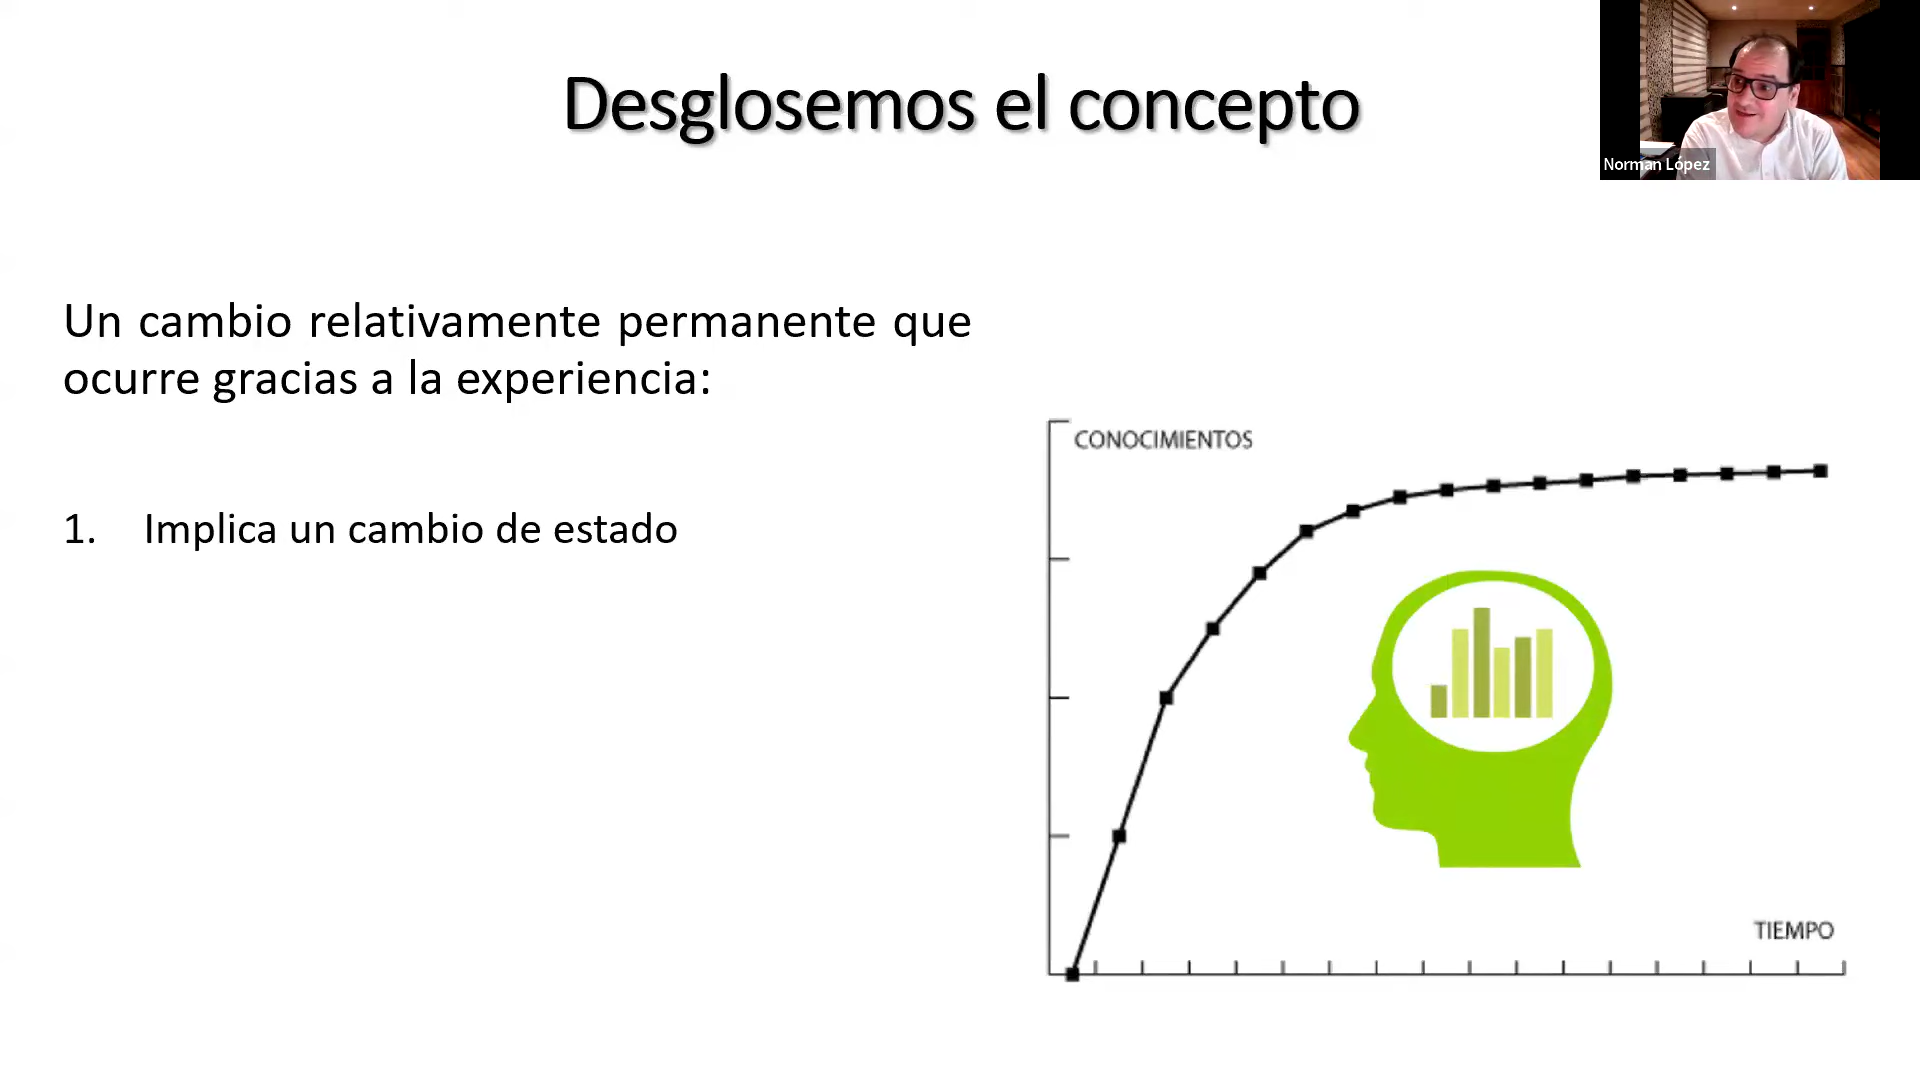 Desglosemos el concepto
Norman López
Un cambio relativamente permanente que
ocurre gracias a la experiencia:
1. Implica un cambio de estado
CONOCIMIENTOS
TIEMPO